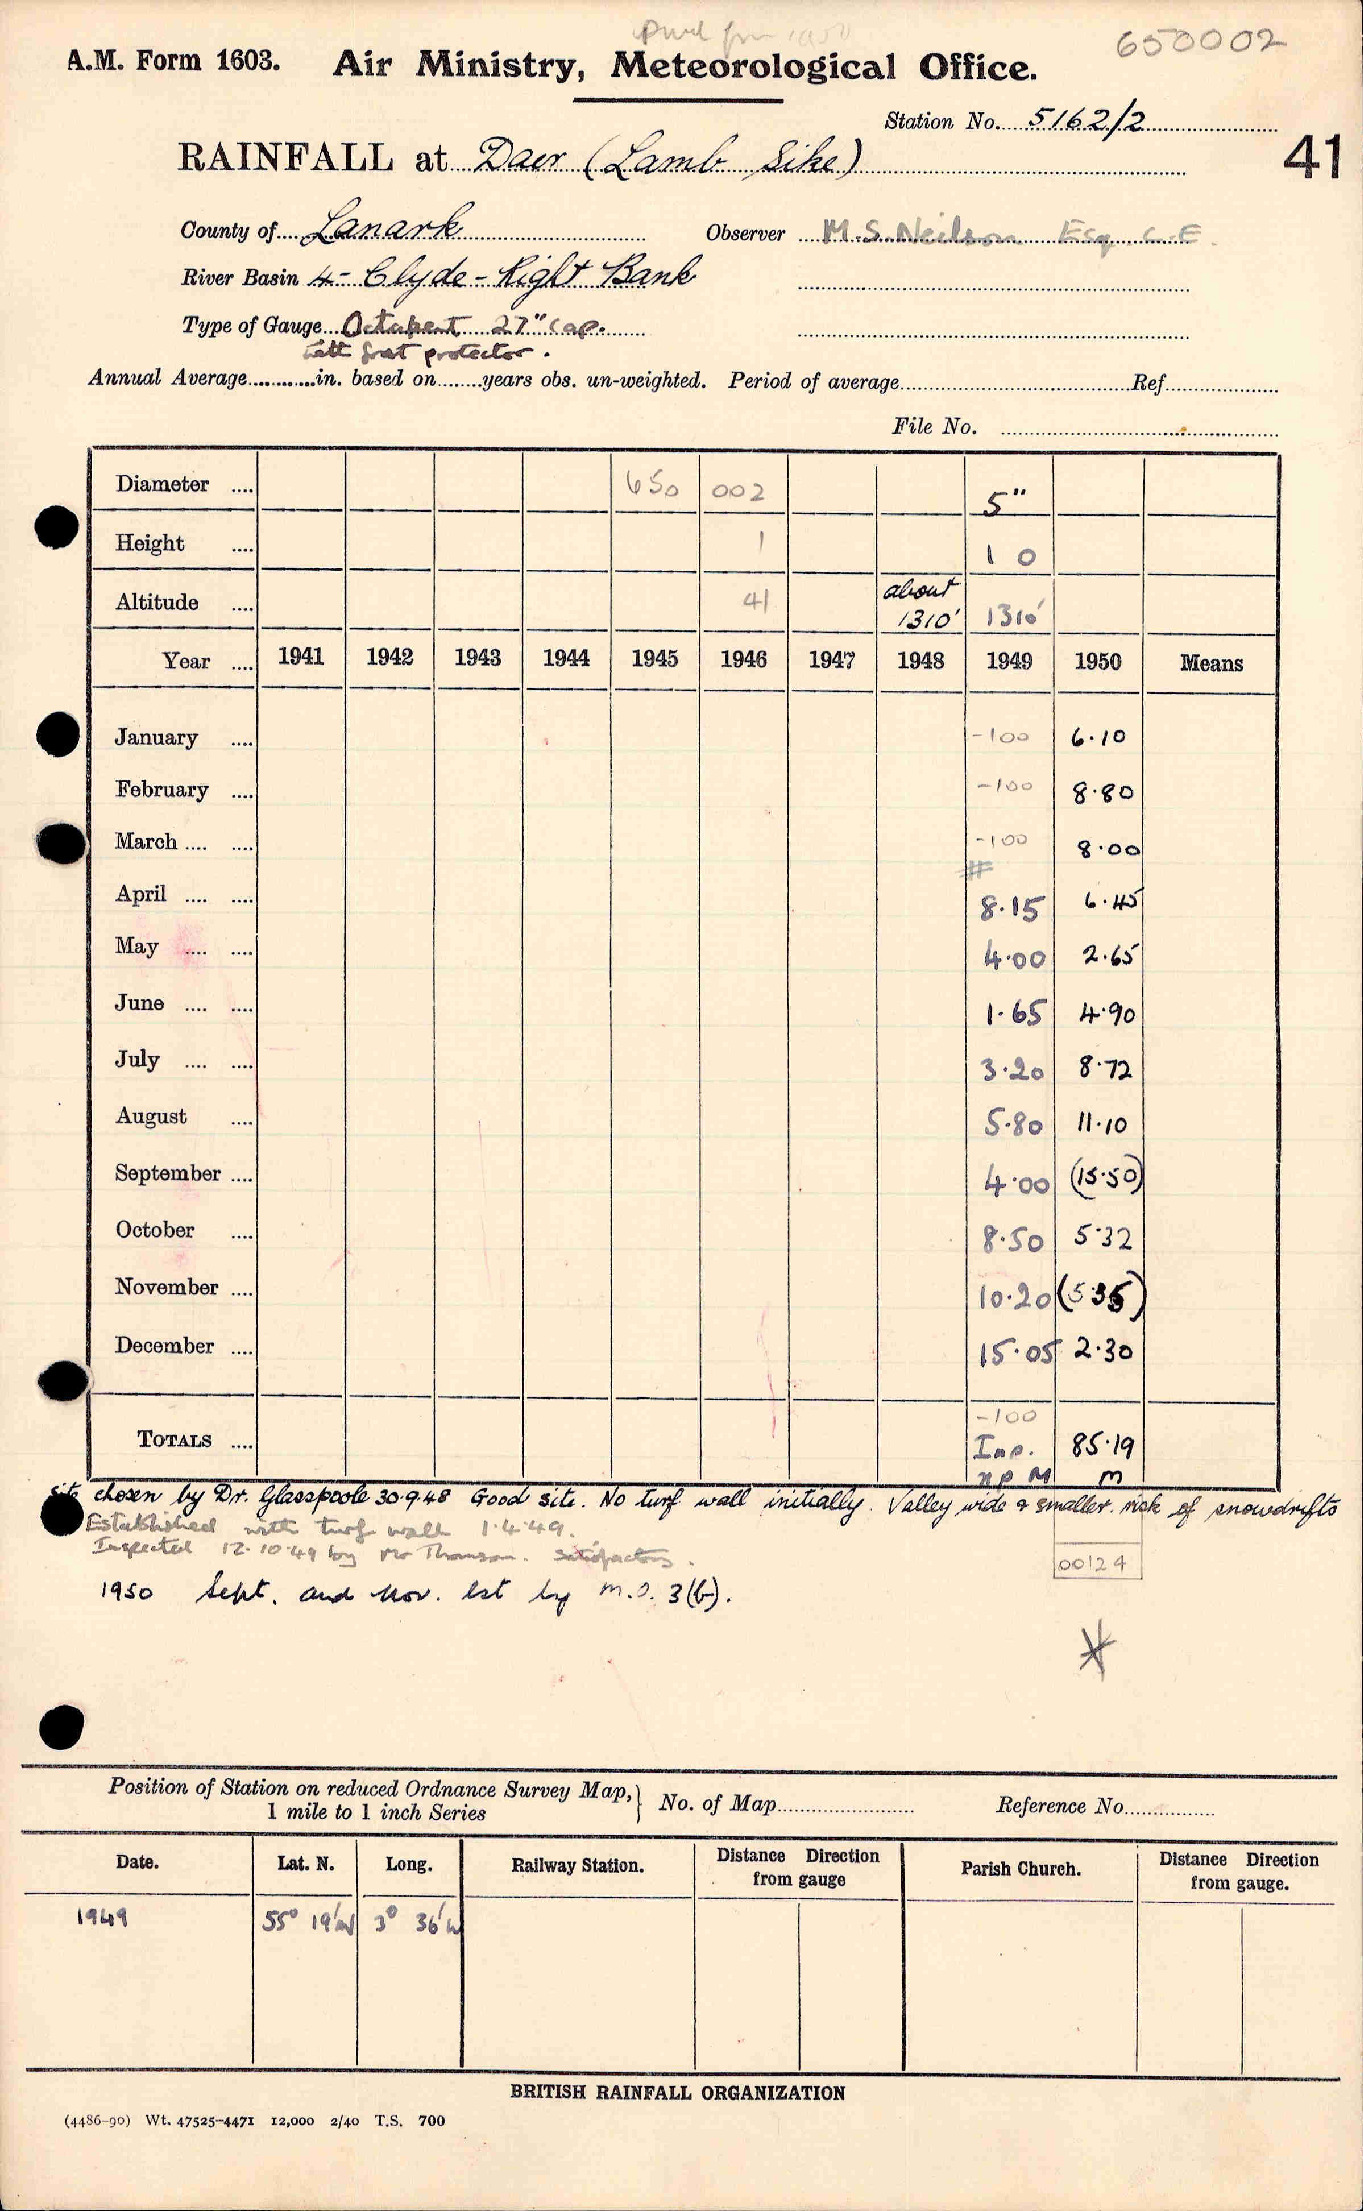 650002
A.M. Form 1603. Air Ministry, Meteorological Office.
Station No. 5162/2
41
RAINFALL at Daer (Lamb Sike)
County of Lanark Observer M.S. Neilson Esq. C.E.
River Basin 4 - Clyde - Right Bank
Type of Gauge Octapent 27" cap.
with frost protector.
Annual Average in. based on years obs. un-weighted. Period of average Ref
File No.
Diameter 650 002 5"
Height 1 1 0
Altitude 41 about 1310' 1310'
Year 1941 1942 1943 1944 1945 1946 1947 1948 1949 1950 Means
January -100 6.10
February -100 8.80
March -100 8.00
#
April 8.15 6.45
May 4.00 2.65
June 1.65 4.90
July 3.20 8.72
August 5.80 11.10
September 4.00 (15.50)
October 8.50 5.32
November 10.20 (5.35)
December 15.05 2.30
-100
TOTALS Inp. 85.19
n p M m
Site chosen by Dr. Glasspoole 30.9.48 Good site. No turf wall initially. Valley wide & smaller risk of snowdrifts
Established with turf wall 1.4.49.
Inspected 12.10.49 by Mr Thomson. satisfactory.
00124
1950 Sept. and Nov. est by M.O. 3(b).
Position of Station on reduced Ordnance Survey Map, } No. of Map Reference No.
1 mile to 1 inch Series
Date. Lat. N. Long. Railway Station. Distance Direction from gauge Parish Church. Distance Direction from gauge.
1949 55° 19'N 3° 36'W
BRITISH RAINFALL ORGANIZATION
(4486-90) Wt. 47525-4471 12,000 2/40 T.S. 700